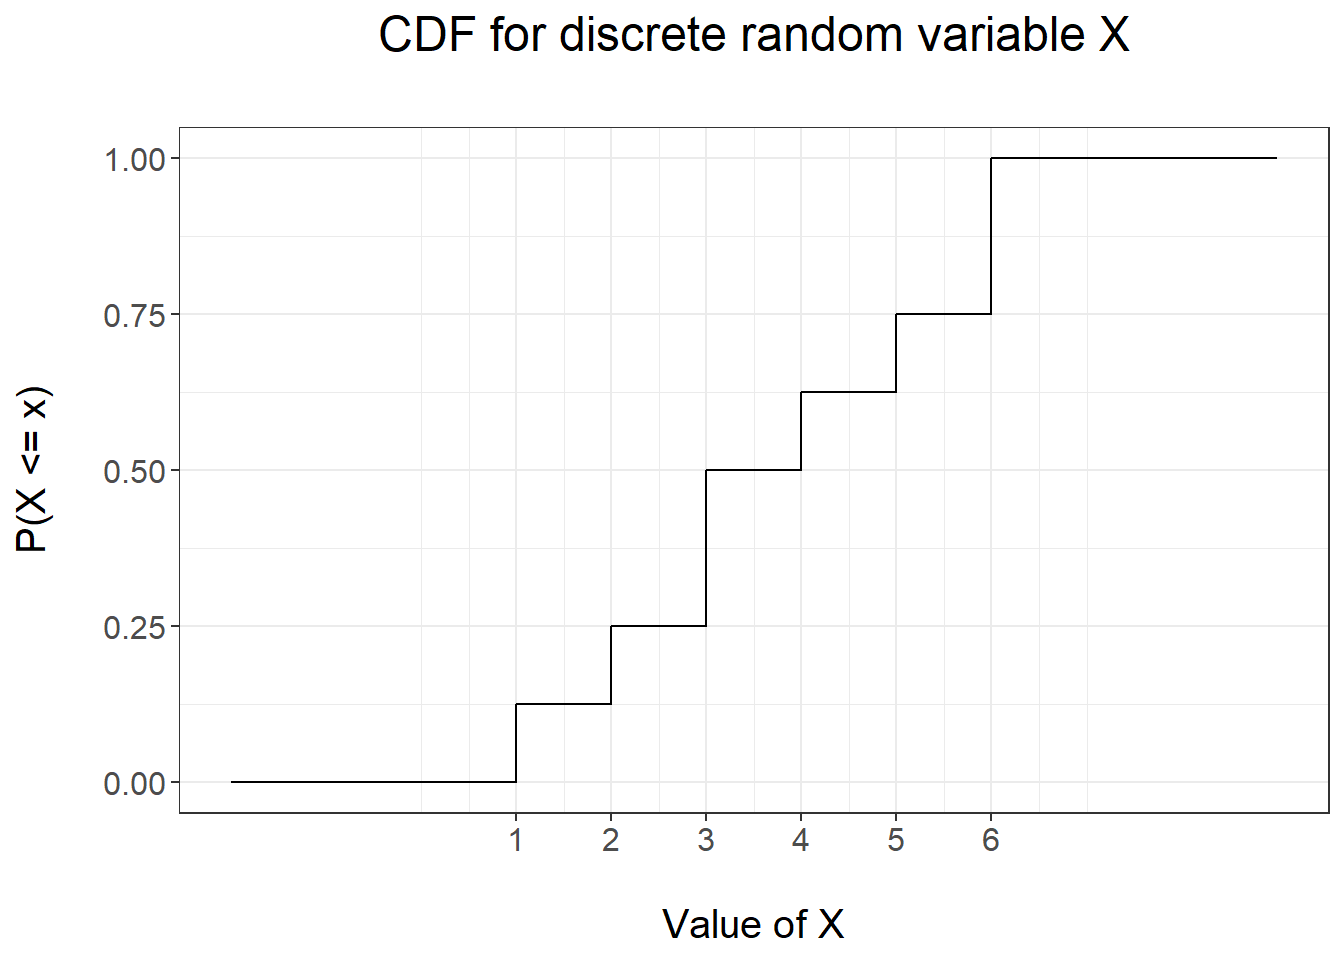 CDF for discrete random variable X
1.00
0.75
0.50
0.25
0.00
P(X <= x)
1 2 3 4 5 6
Value of X